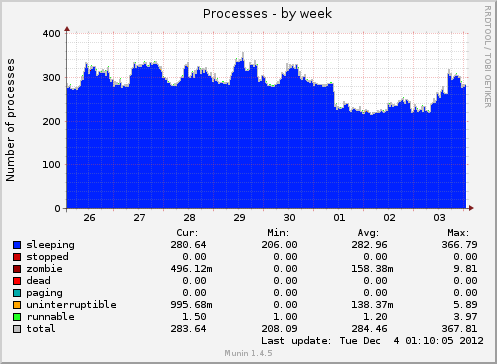 Processes - by week
RRDTOOL / TOBI OETIKER
Number of processes
400
300
200
100
0
26 27 28 29 30 01 02 03
Cur: Min: Avg: Max:
sleeping 280.64 206.00 282.96 366.79
stopped 0.00 0.00 0.00 0.00
zombie 496.12m 0.00 158.38m 9.81
dead 0.00 0.00 0.00 0.00
paging 0.00 0.00 0.00 0.00
uninterruptible 995.68m 0.00 138.37m 5.89
runnable 1.50 1.00 1.20 3.97
total 283.64 208.09 284.46 367.81
Last update: Tue Dec 4 01:10:05 2012
Munin 1.4.5